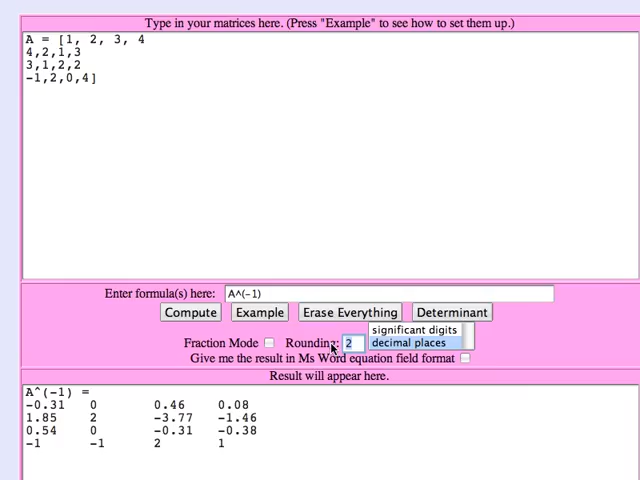 Type in your matrices here. (Press "Example" to see how to set them up.)
A = [1, 2, 3, 4
4,2,1,3
3,1,2,2
-1,2,0,4]
Enter formula(s) here: A^(-1)
Compute Example Erase Everything Determinant
significant digits
Fraction Mode Rounding: 2 decimal places
Give me the result in Ms Word equation field format
Result will appear here.
A^(-1) =
-0.31 0 0.46 0.08
1.85 2 -3.77 -1.46
0.54 0 -0.31 -0.38
-1 -1 2 1